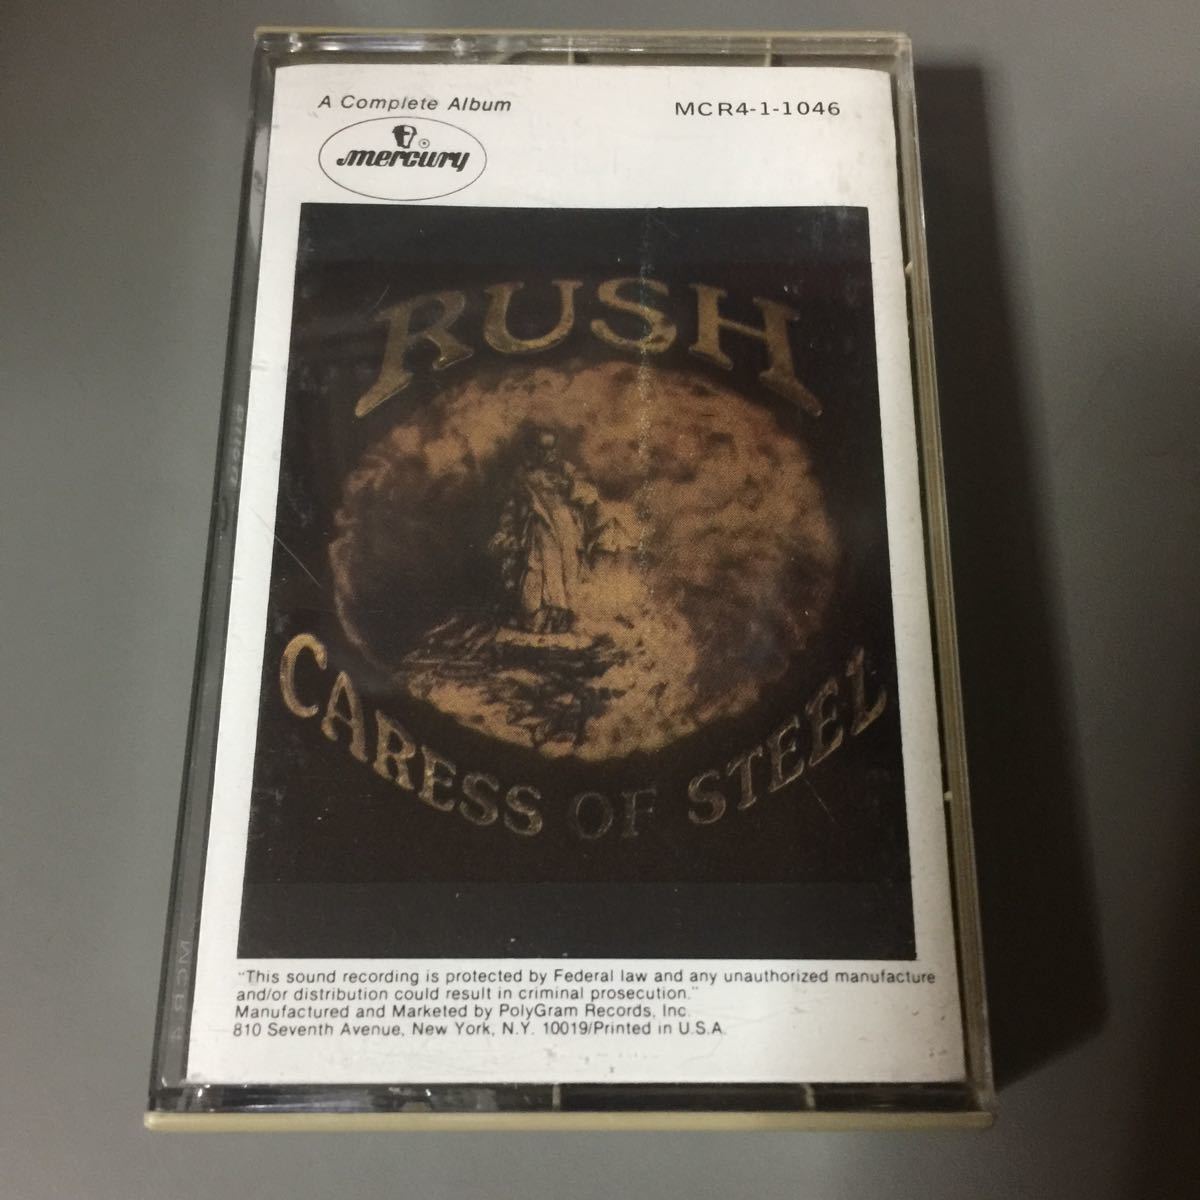 A Complete Album
MCR4-1-1046
mercury
RUSH
CARESS OF STEEL
"This sound recording is protected by Federal law and any unauthorized manufacture
and/or distribution could result in criminal prosecution."
Manufactured and Marketed by PolyGram Records, Inc.
810 Seventh Avenue, New York, N.Y. 10019/Printed in U.S.A.